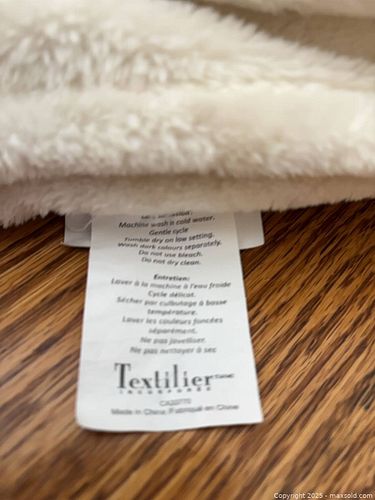 Machine wash in cold water.
Gentle cycle
Tumble dry on low setting.
Wash dark colours separately.
Do not use bleach.
Do not dry clean.
Entretien:
Laver à la machine à l'eau froide
Cycle délicat.
Sécher par culbutage à basse
température.
Laver les couleurs foncées
séparément.
Ne pas javelliser.
Ne pas nettoyer à sec
Textilier
INCORPORÉE
Made in China/Fabriqué en Chine
Copyright © 2025 - maxsold.com